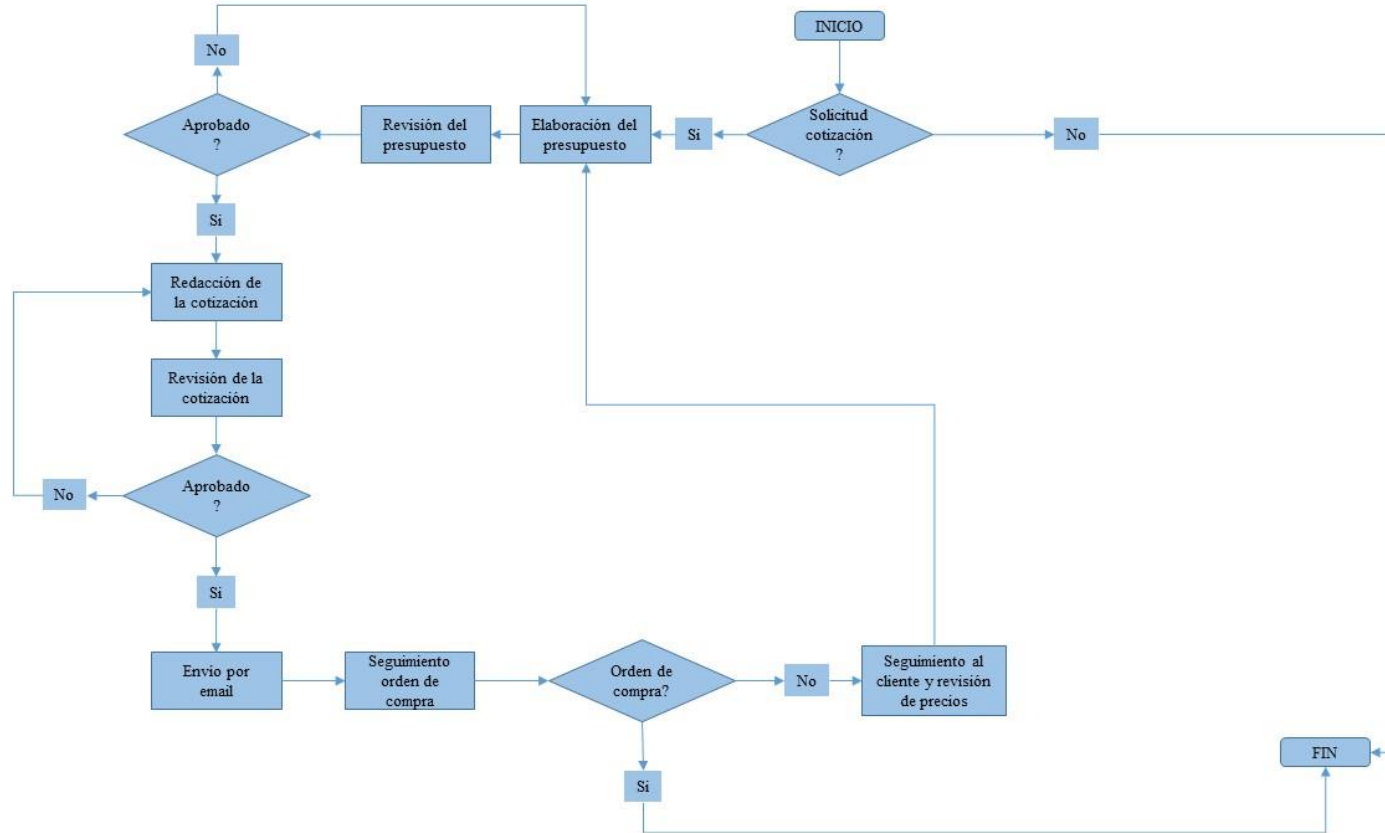 INICIO
No
Aprobado
?
Revisión del
presupuesto
Elaboración del
presupuesto
Si
Solicitud
cotización
?
No
Si
Redacción de
la cotización
Revisión de la
cotización
Aprobado
?
No
Si
Envío por
email
Seguimiento
orden de
compra
Orden de
compra?
No
Seguimiento al
cliente y revisión
de precios
Si
FIN